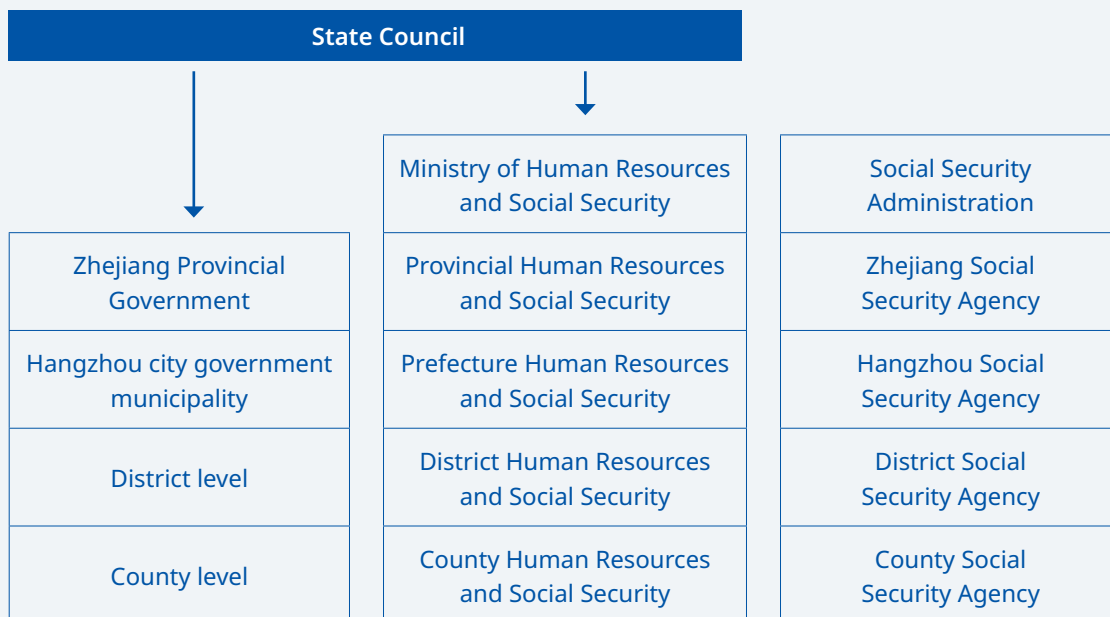 State Council
Ministry of Human Resources
and Social Security
Social Security
Administration
Zhejiang Provincial
Government
Provincial Human Resources
and Social Security
Zhejiang Social
Security Agency
Hangzhou city government
municipality
Prefecture Human Resources
and Social Security
Hangzhou Social
Security Agency
District level
District Human Resources
and Social Security
District Social
Security Agency
County level
County Human Resources
and Social Security
County Social
Security Agency